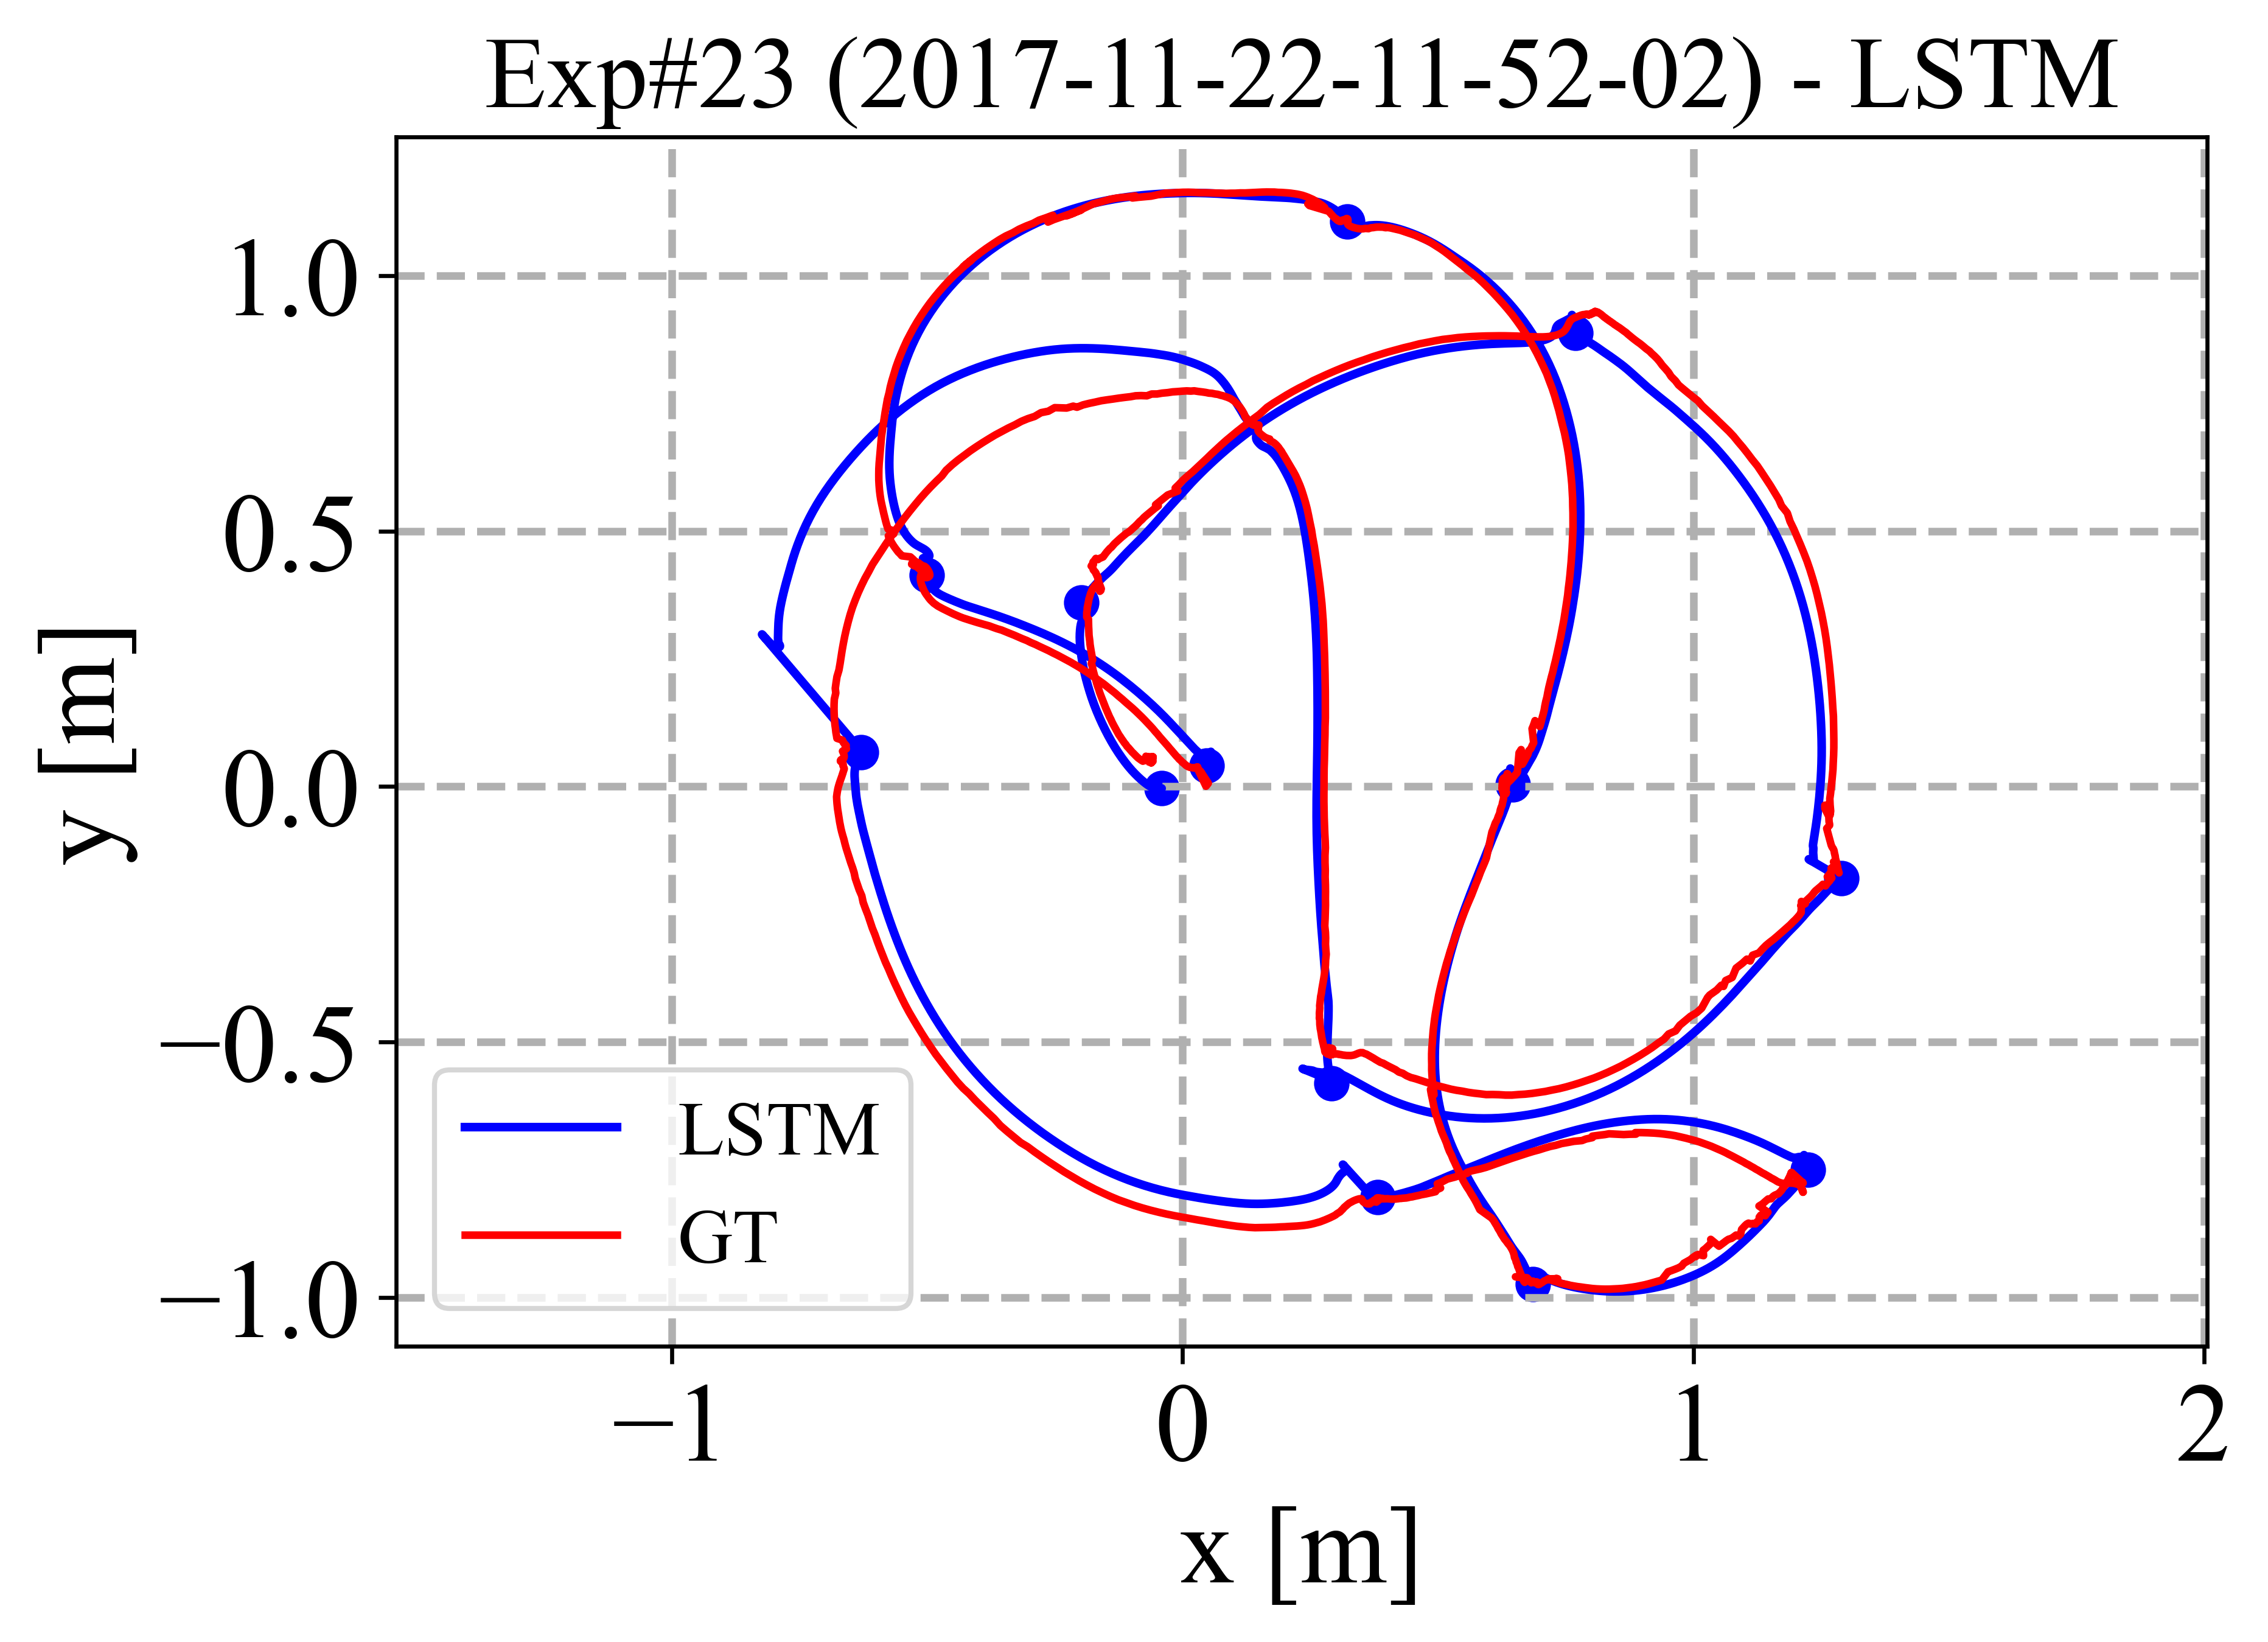 Exp#23 (2017-11-22-11-52-02) - LSTM
1.0
0.5
0.0
−0.5
−1.0
y [m]
LSTM
GT
−1 0 1 2
x [m]